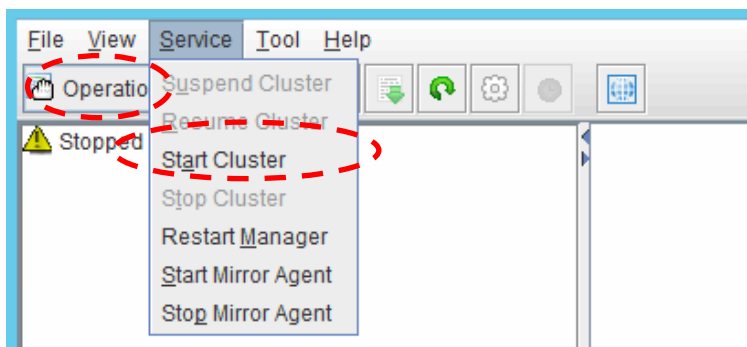 File View Service Tool Help
Operatio
Suspend Cluster
Resume Cluster
Stopped
Start Cluster
Stop Cluster
Restart Manager
Start Mirror Agent
Stop Mirror Agent